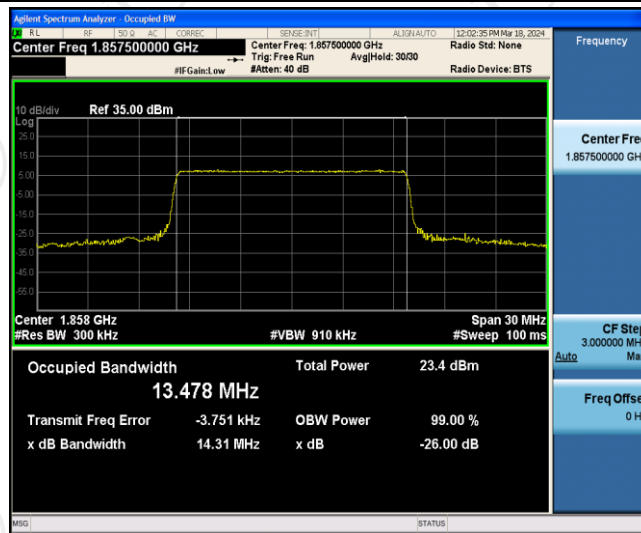 Agilent Spectrum Analyzer - Occupied BW
RL RF 50 Ω AC CORREC SENSE:INT ALIGN AUTO 12:02:35 PM Mar 18, 2024
Center Freq 1.857500000 GHz
Center Freq: 1.857500000 GHz Radio Std: None
Trig: Free Run Avg|Hold: 30/30
#IFGain:Low #Atten: 40 dB Radio Device: BTS
10 dB/div Ref 35.00 dBm
Log
25.0
15.0
5.00
-5.00
-15.0
-25.0
-35.0
-45.0
-55.0
Center 1.858 GHz Span 30 MHz
#Res BW 300 kHz #VBW 910 kHz #Sweep 100 ms
Occupied Bandwidth Total Power 23.4 dBm
13.478 MHz
Transmit Freq Error -3.751 kHz OBW Power 99.00 %
x dB Bandwidth 14.31 MHz x dB -26.00 dB
MSG STATUS
Frequency
Center Fre
1.857500000 GH
CF Ste
3.000000 MH
Auto Ma
Freq Offse
0 H